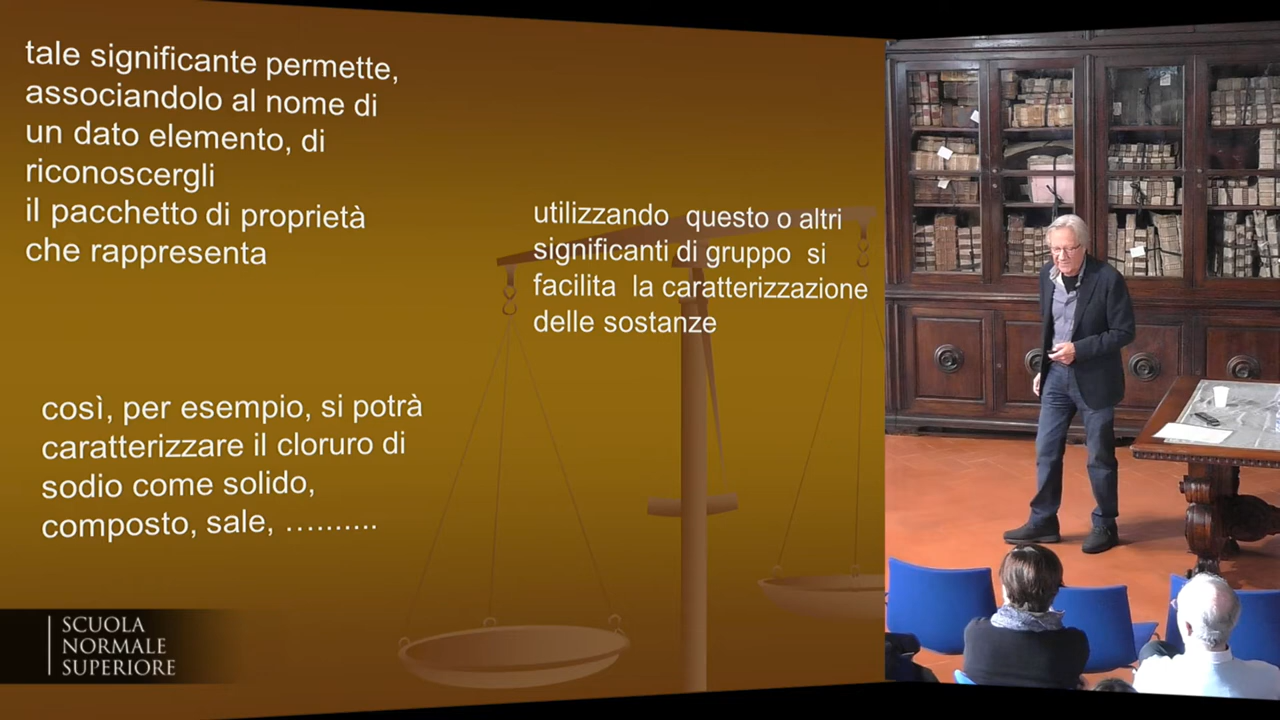 tale significante permette,
associandolo al nome di
un dato elemento, di
riconoscergli
il pacchetto di proprietà
che rappresenta
utilizzando questo o altri
significanti di gruppo si
facilita la caratterizzazione
delle sostanze
così, per esempio, si potrà
caratterizzare il cloruro di
sodio come solido,
composto, sale, ….......
SCUOLA
NORMALE
SUPERIORE